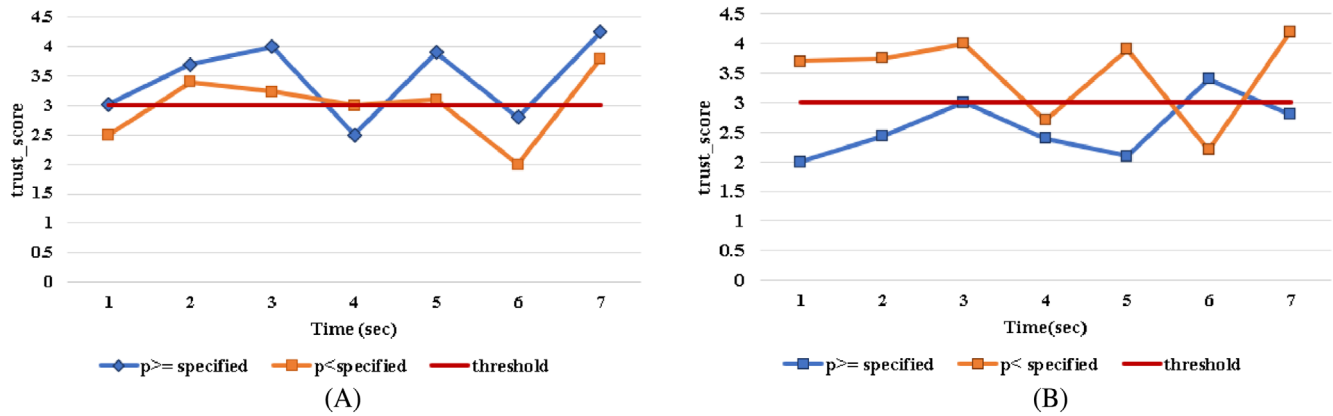 4.5
4
3.5
3
2.5
2
1.5
1
0.5
0
trust_score
1 2 3 4 5 6 7
Time (sec)
p>= specified p<specified threshold
(A)
4.5
4
3.5
3
2.5
2
1.5
1
0.5
0
trust_score
1 2 3 4 5 6 7
Time(sec)
p>= specified p< specified threshold
(B)